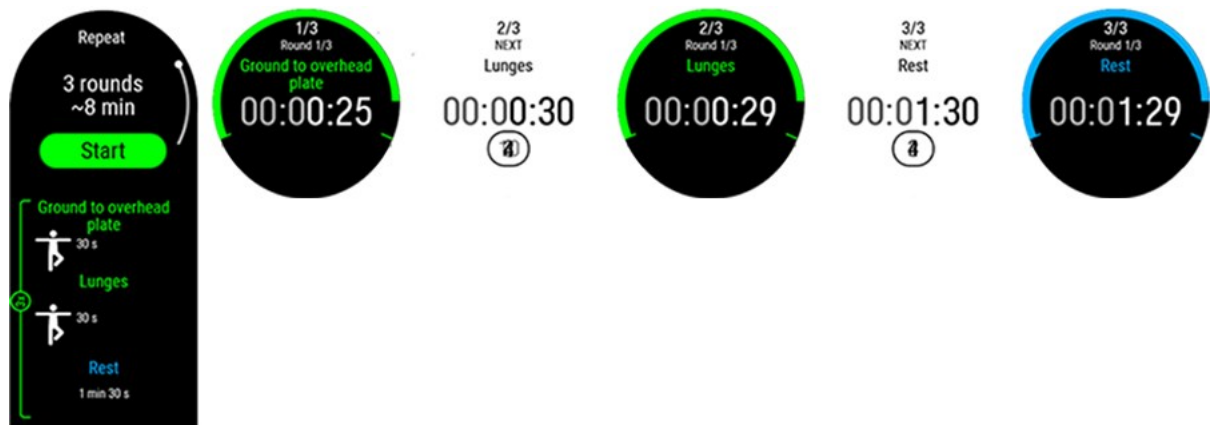 Repeat
3 rounds
~8 min
Start
Ground to overhead
plate
30 s
Lunges
30 s
Rest
1 min 30 s
1/3
Round 1/3
Ground to overhead
plate
00:00:25
2/3
NEXT
Lunges
00:00:30
2/3
Round 1/3
Lunges
00:00:29
3/3
NEXT
Rest
00:01:30
3/3
Round 1/3
Rest
00:01:29